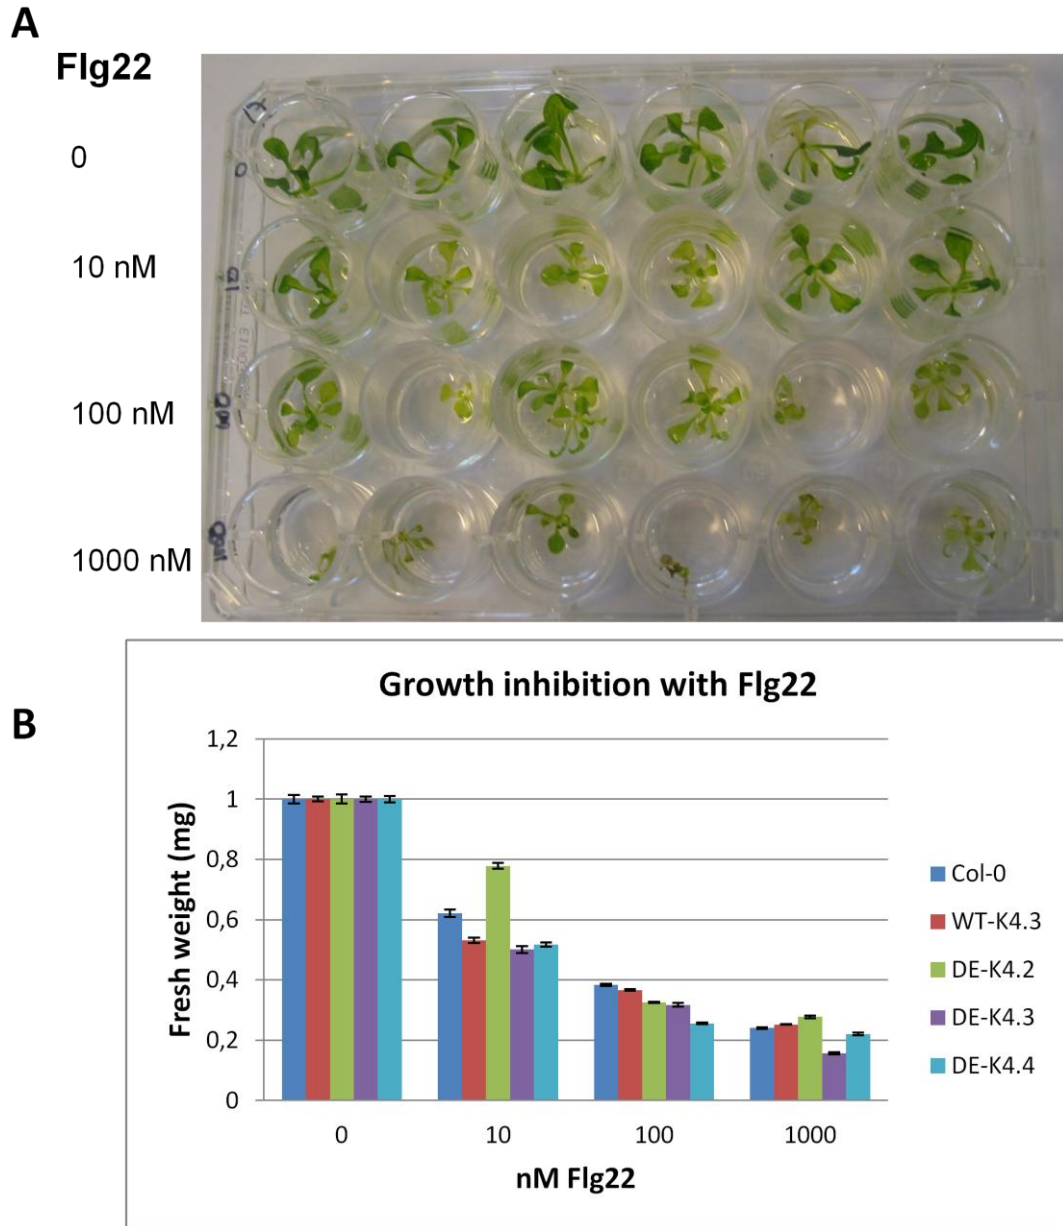 A
Flg22
0
10 nM
100 nM
1000 nM
B
Growth inhibition with Flg22
Fresh weight (mg)
1,2
1
0,8
0,6
0,4
0,2
0
0 10 100 1000
nM Flg22
Col-0
WT-K4.3
DE-K4.2
DE-K4.3
DE-K4.4